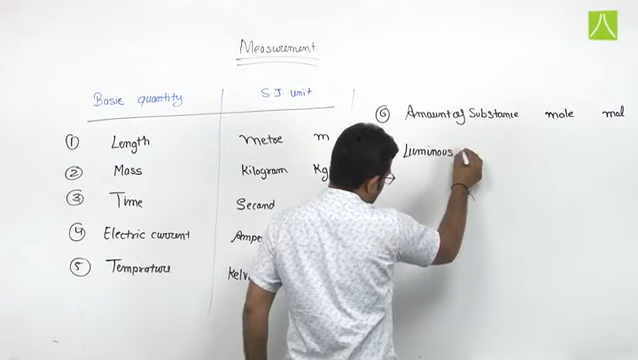 Measurement
Basic quantity S.I. unit
① Length Metre m
② Mass Kilogram Kg
③ Time Second
④ Electric current
⑤ Temprature
⑥ Amount of Substance mole mol
Luminous